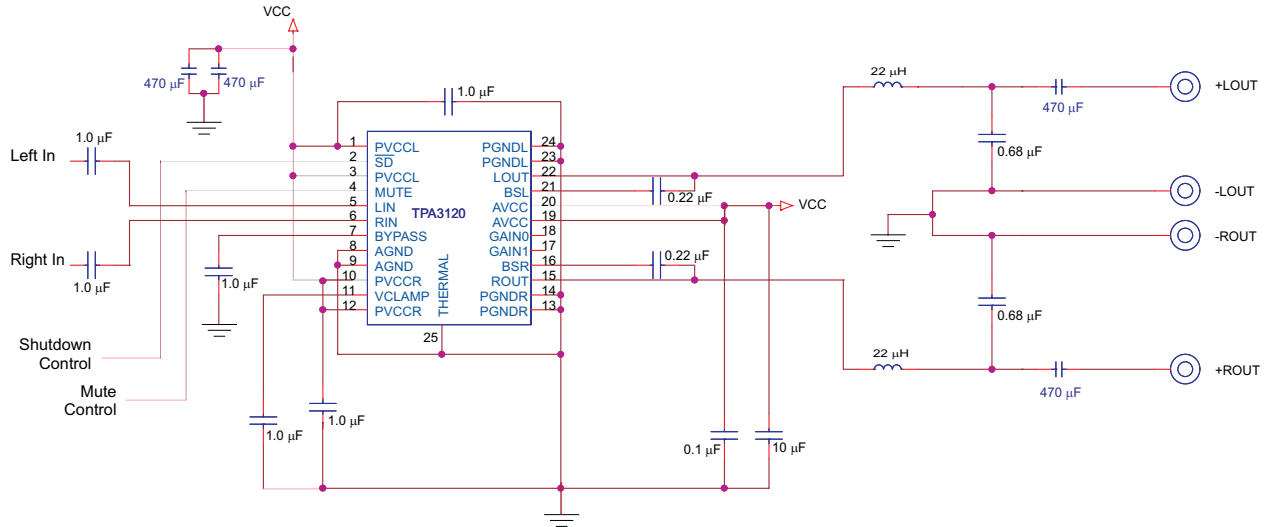 VCC
470 µF
470 µF
1.0 µF
22 µH
470 µF
+LOUT
0.68 µF
-LOUT
1.0 µF
Left In
Right In
1.0 µF
Shutdown
Control
Mute
Control
1.0 µF
1.0 µF
1.0 µF
1 PVCCL
2 SD
3 PVCCL
4 MUTE
5 LIN
6 RIN
7 BYPASS
8 AGND
9 AGND
10 PVCCR
11 VCLAMP
12 PVCCR
TPA3120
THERMAL
25
PGNDL 24
PGNDL 23
LOUT 22
BSL 21
AVCC 20
AVCC 19
GAIN0 18
GAIN1 17
BSR 16
ROUT 15
PGNDR 14
PGNDR 13
0.22 µF
VCC
0.22 µF
0.1 µF
10 µF
-ROUT
0.68 µF
22 µH
470 µF
+ROUT